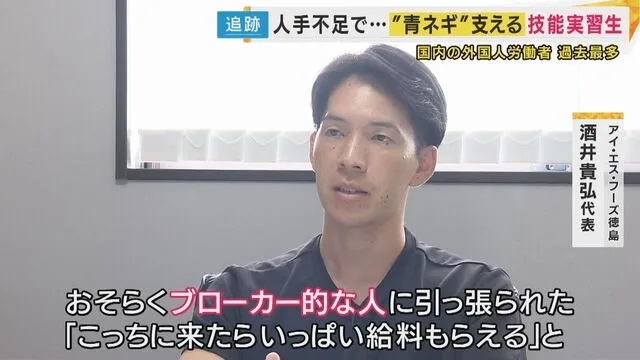 追跡 人手不足で…"青ネギ"支える 技能実習生
国内の外国人労働者 過去最多
アイ・エス・フーズ徳島
酒井貴弘代表
おそらくブローカー的な人に引っ張られた
「こっちに来たらいっぱい給料もらえる」と